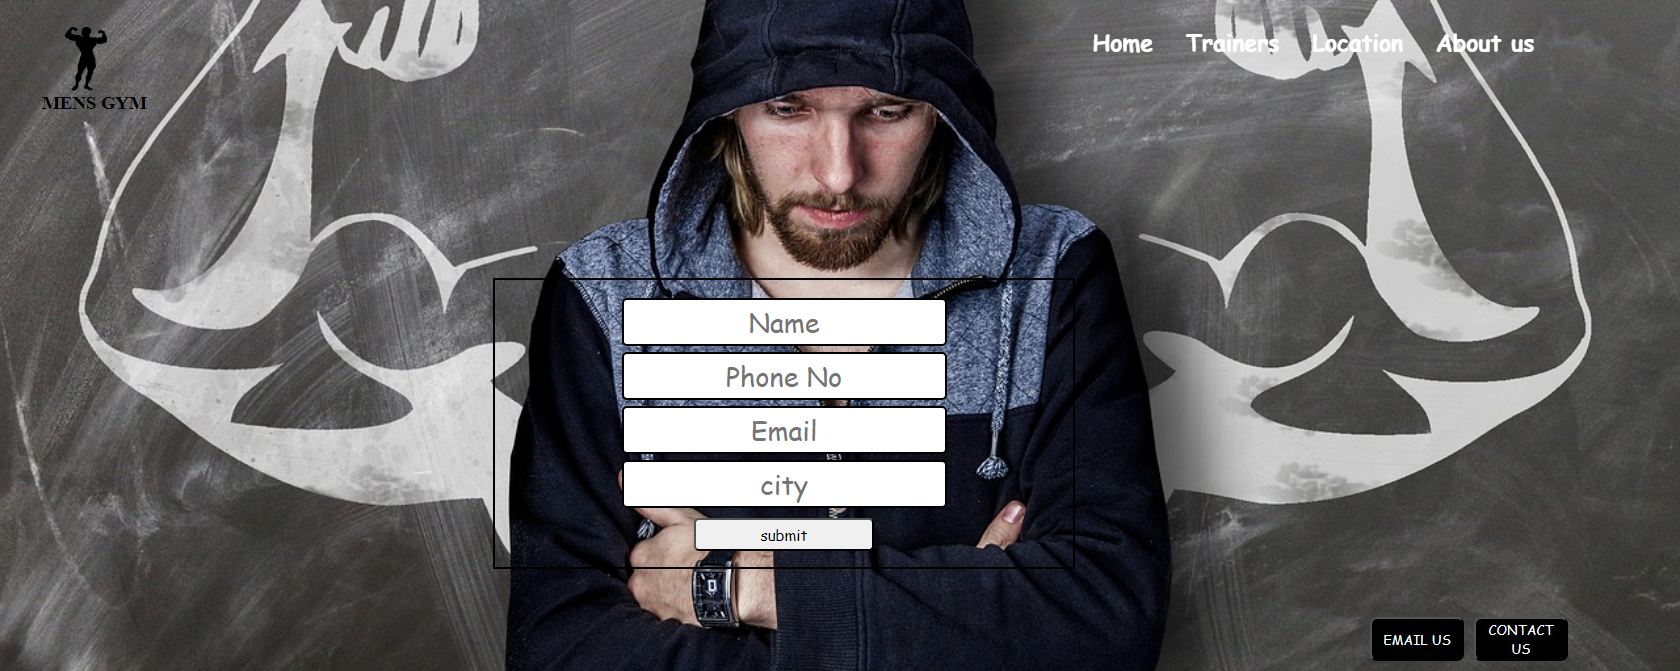 Home Trainers Location About us
MENS GYM
Name
Phone No
Email
city
submit
EMAIL US
CONTACT
US